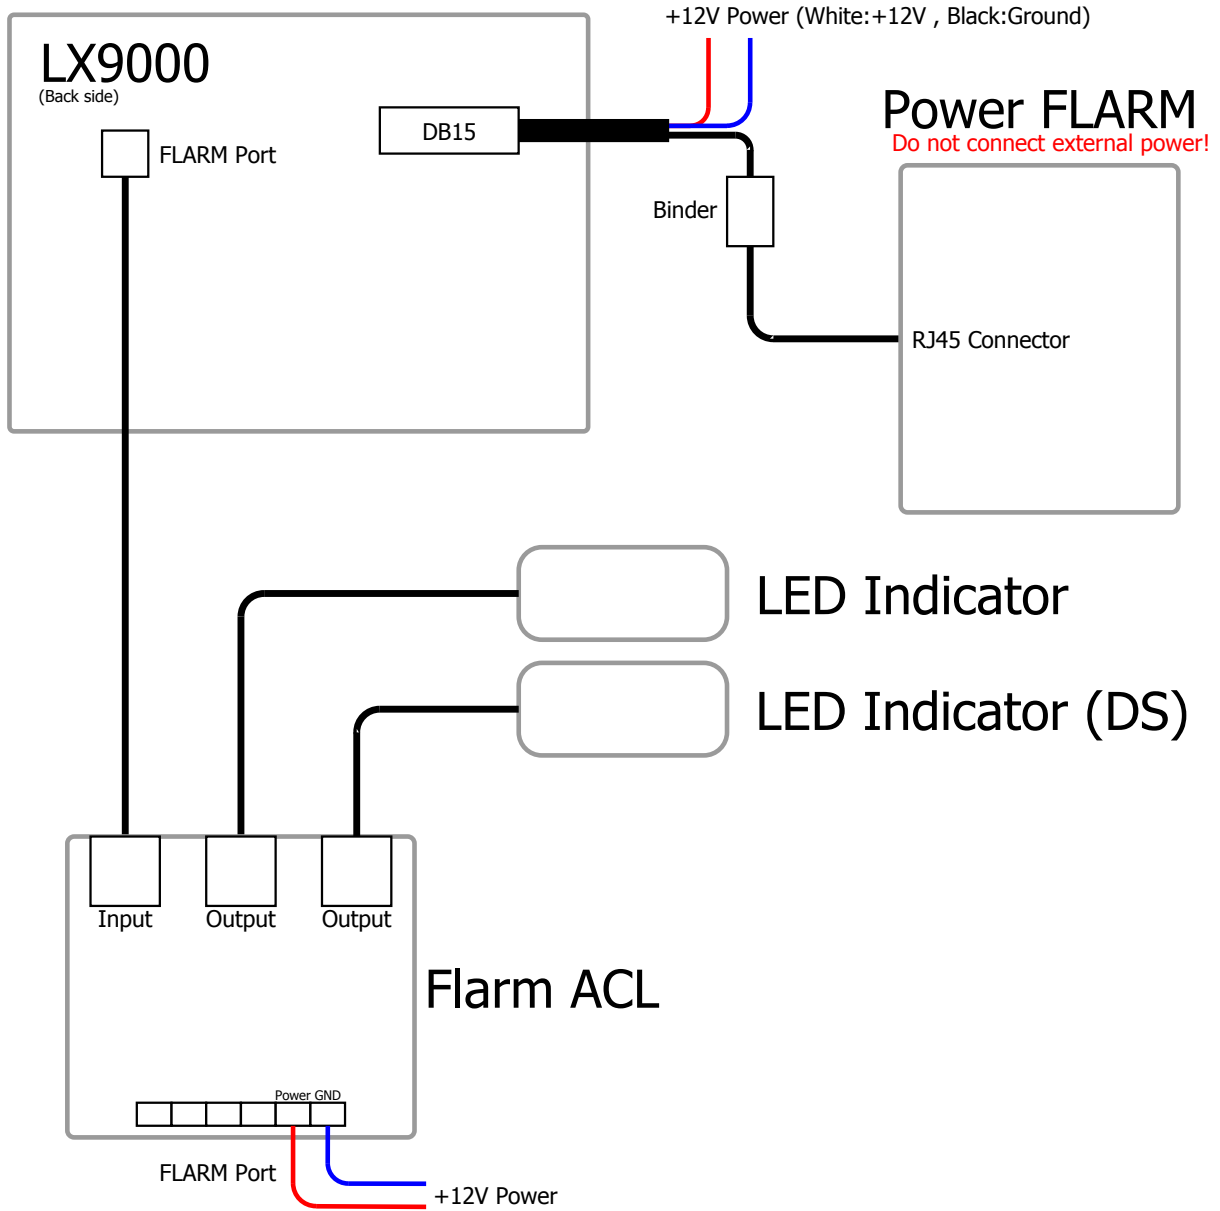 +12V Power (White:+12V , Black:Ground)
LX9000
(Back side)
DB15
FLARM Port
Power FLARM
Do not connect external power!
Binder
RJ45 Connector
LED Indicator
LED Indicator (DS)
Input
Output
Output
Flarm ACL
Power GND
FLARM Port
+12V Power